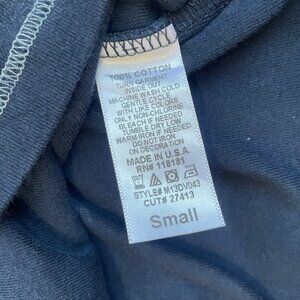 100% COTTON
TURN GARMENT
INSIDE OUT
MACHINE WASH COLD
GENTLE CYCLE
WITH LIKE COLORS
ONLY NON-CHLORINE
BLEACH IF NEEDED
TUMBLE DRY LOW
WARM IRON IF NEEDED
DO NOT IRON
ON DECORATION
MADE IN U.S.A.
RN# 118181
STYLE# M13DV043
CUT# 27413
Small